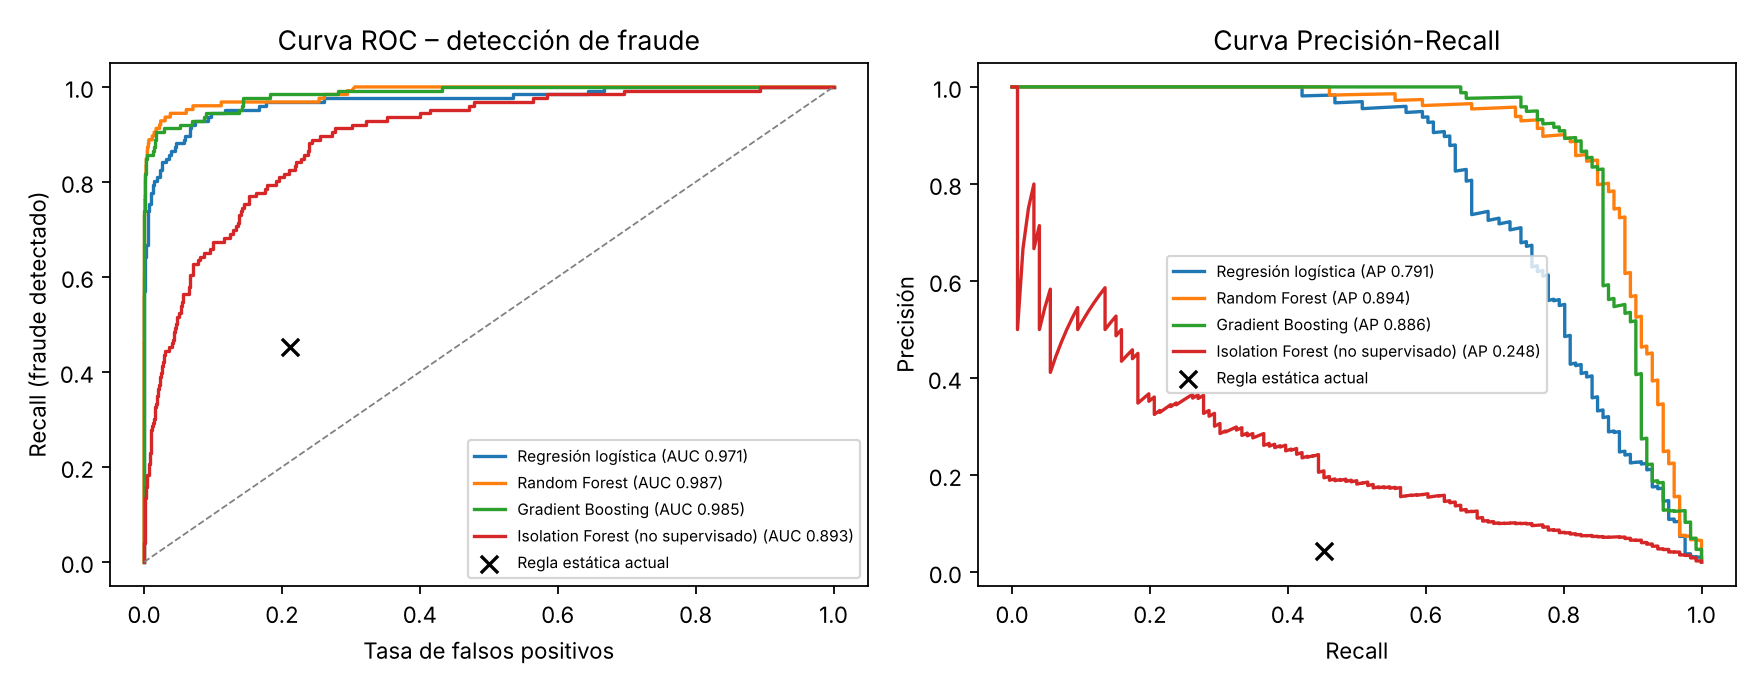 Curva ROC – detección de fraude
Recall (fraude detectado)
1.0
0.8
0.6
0.4
0.2
0.0
0.0 0.2 0.4 0.6 0.8 1.0
Tasa de falsos positivos
Regresión logística (AUC 0.971)
Random Forest (AUC 0.987)
Gradient Boosting (AUC 0.985)
Isolation Forest (no supervisado) (AUC 0.893)
Regla estática actual
Curva Precisión-Recall
Precisión
1.0
0.8
0.6
0.4
0.2
0.0
0.0 0.2 0.4 0.6 0.8 1.0
Recall
Regresión logística (AP 0.791)
Random Forest (AP 0.894)
Gradient Boosting (AP 0.886)
Isolation Forest (no supervisado) (AP 0.248)
Regla estática actual